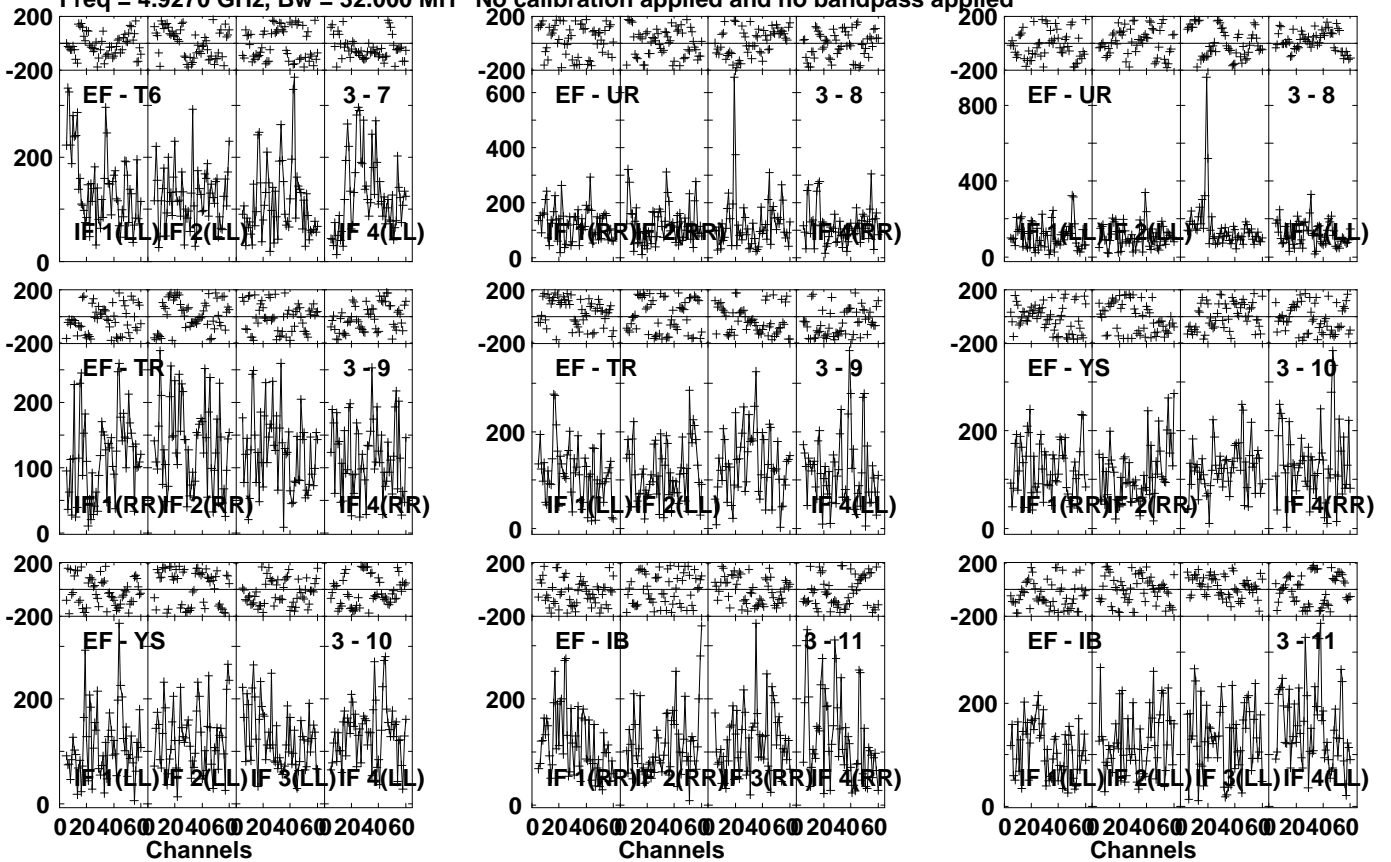 Freq = 4.9270 GHz, Bw = 32.000 MH No calibration applied and no bandpass applied
200 200 200
-200 -200 -200
EF - T6 3 - 7 EF - UR 3 - 8 EF - UR 3 - 8
600 800
200 400 400
200
IF 1(LL) IF 2(LL) IF 4(LL) IF 1(RR) IF 2(RR) IF 4(RR) IF 1(LL) IF 2(LL) IF 4(LL)
0 0 0
200 200 200
-200 -200 -200
EF - TR 3 - 9 EF - TR 3 - 9 EF - YS 3 - 10
200 200 200
100
IF 1(RR) IF 2(RR) IF 4(RR) IF 1(LL) IF 2(LL) IF 4(LL) IF 1(RR) IF 2(RR) IF 4(RR)
0 0 0
200 200 200
-200 -200 -200
EF - YS 3 - 10 EF - IB 3 - 11 EF - IB 3 - 11
200 200 200
IF 1(LL) IF 2(LL) IF 3(LL) IF 4(LL) IF 1(RR) IF 2(RR) IF 3(RR) IF 4(RR) IF 1(LL) IF 2(LL) IF 3(LL) IF 4(LL)
0 0 0
0 20 40 60 0 20 40 60 0 20 40 60 0 20 40 60 0 20 40 60 0 20 40 60 0 20 40 60 0 20 40 60 0 20 40 60 0 20 40 60 0 20 40 60 0 20 40 60
Channels Channels Channels